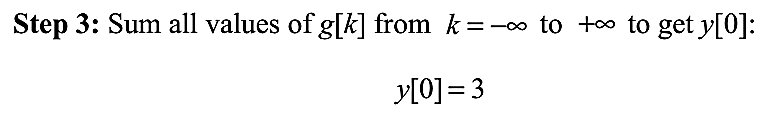 Step 3: Sum all values of g[k] from k = −∞ to +∞ to get y[0]:
y[0] = 3